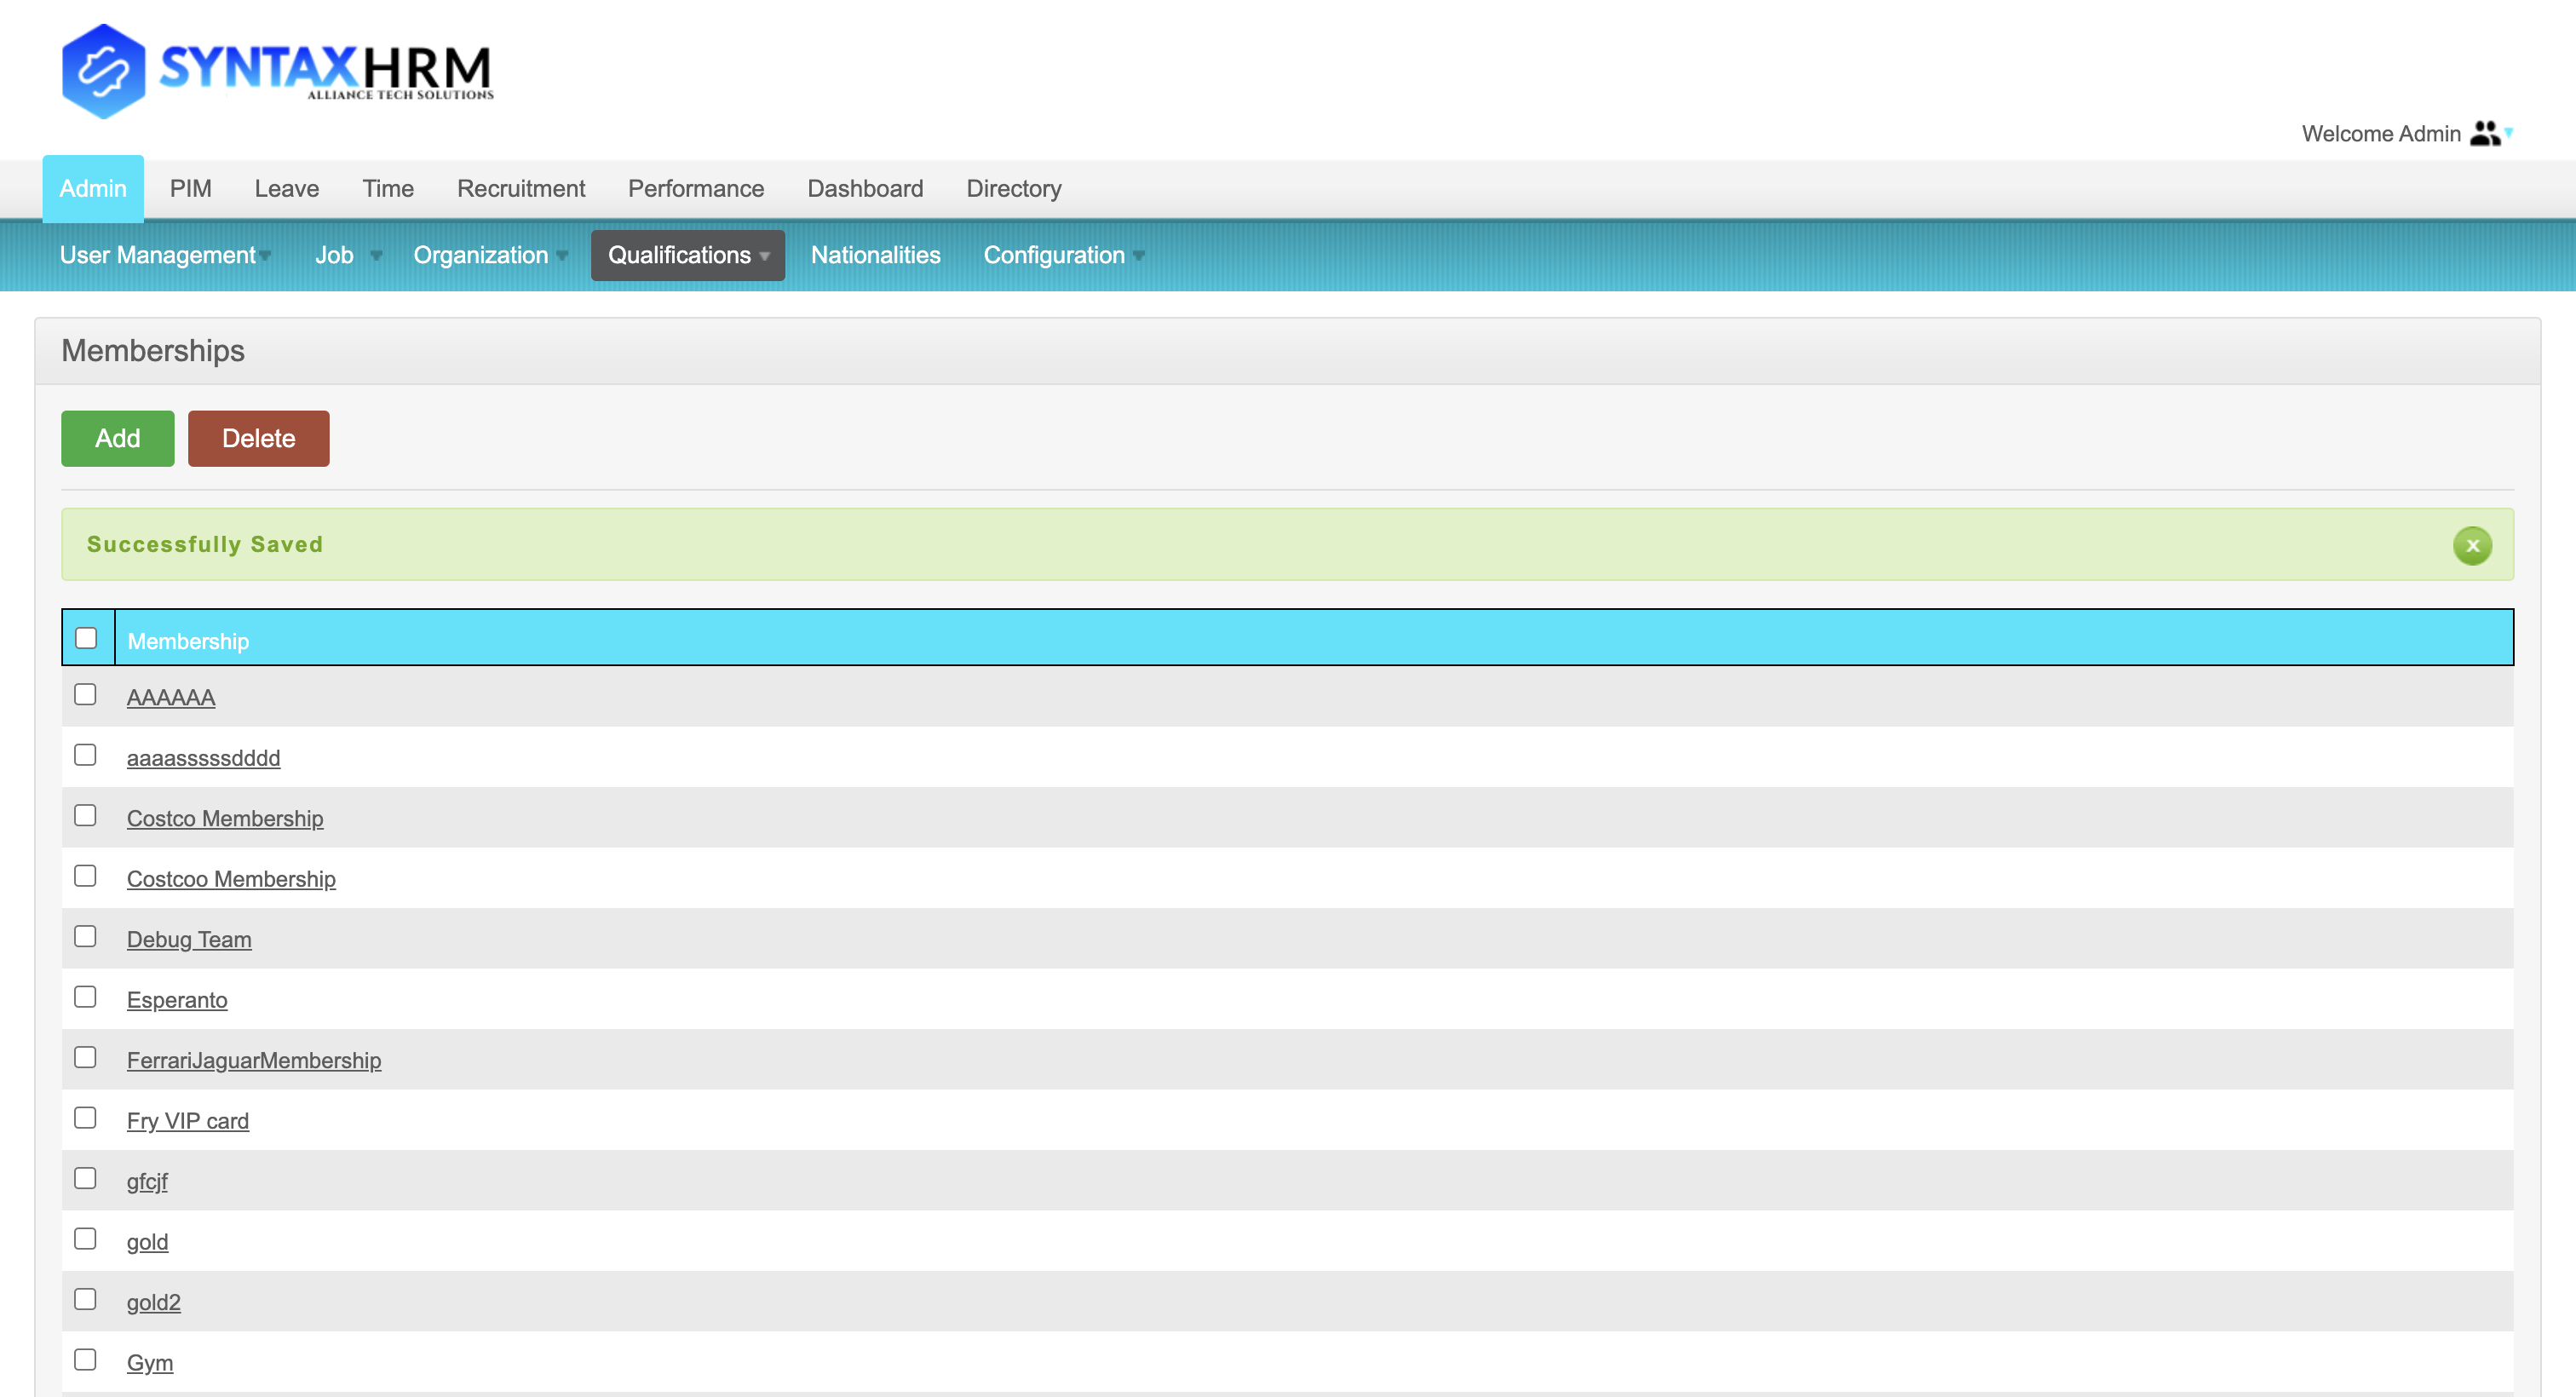 SYNTAXHRM
ALLIANCE TECH SOLUTIONS
Welcome Admin
Admin PIM Leave Time Recruitment Performance Dashboard Directory
User Management Job Organization Qualifications Nationalities Configuration
Memberships
Add Delete
Successfully Saved
x
Membership
AAAAAA
aaaasssssdddd
Costco Membership
Costcoo Membership
Debug Team
Esperanto
FerrariJaguarMembership
Fry VIP card
gfcjf
gold
gold2
Gym